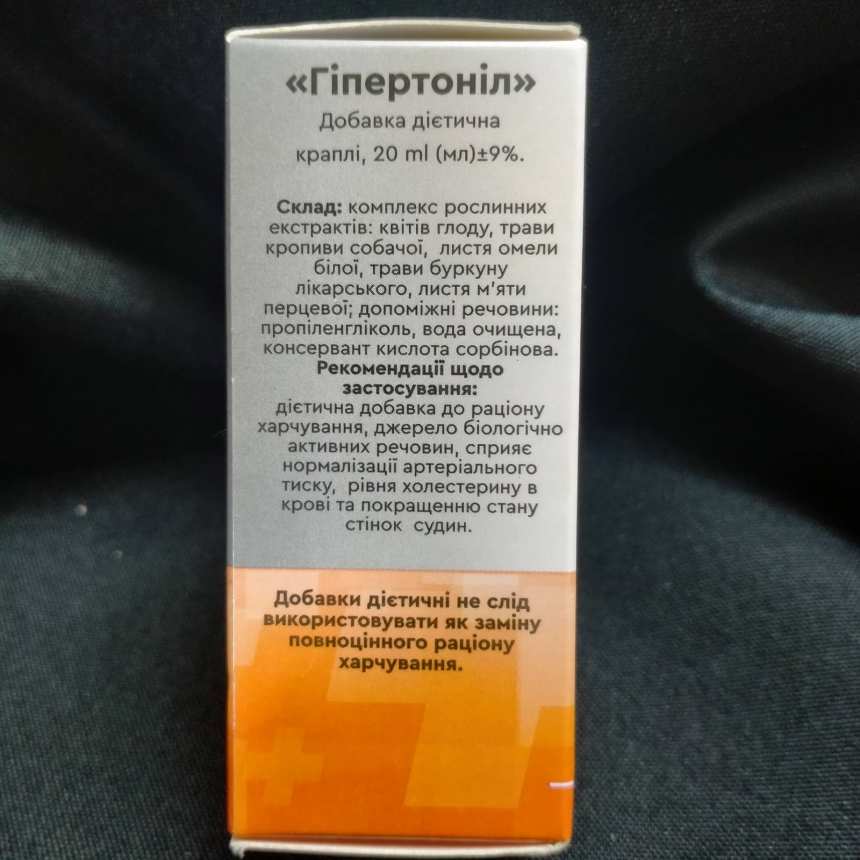 «Гіпертоніл»
Добавка дієтична
краплі, 20 ml (мл)±9%.
Склад: комплекс рослинних
екстрактів: квітів глоду, трави
кропиви собачої, листя омели
білої, трави буркуну
лікарського, листя м'яти
перцевої; допоміжні речовини:
пропіленгліколь, вода очищена,
консервант кислота сорбінова.
Рекомендації щодо
застосування:
дієтична добавка до раціону
харчування, джерело біологічно
активних речовин, сприяє
нормалізації артеріального
тиску, рівня холестерину в
крові та покращенню стану
стінок судин.
Добавки дієтичні не слід
використовувати як заміну
повноцінного раціону
харчування.